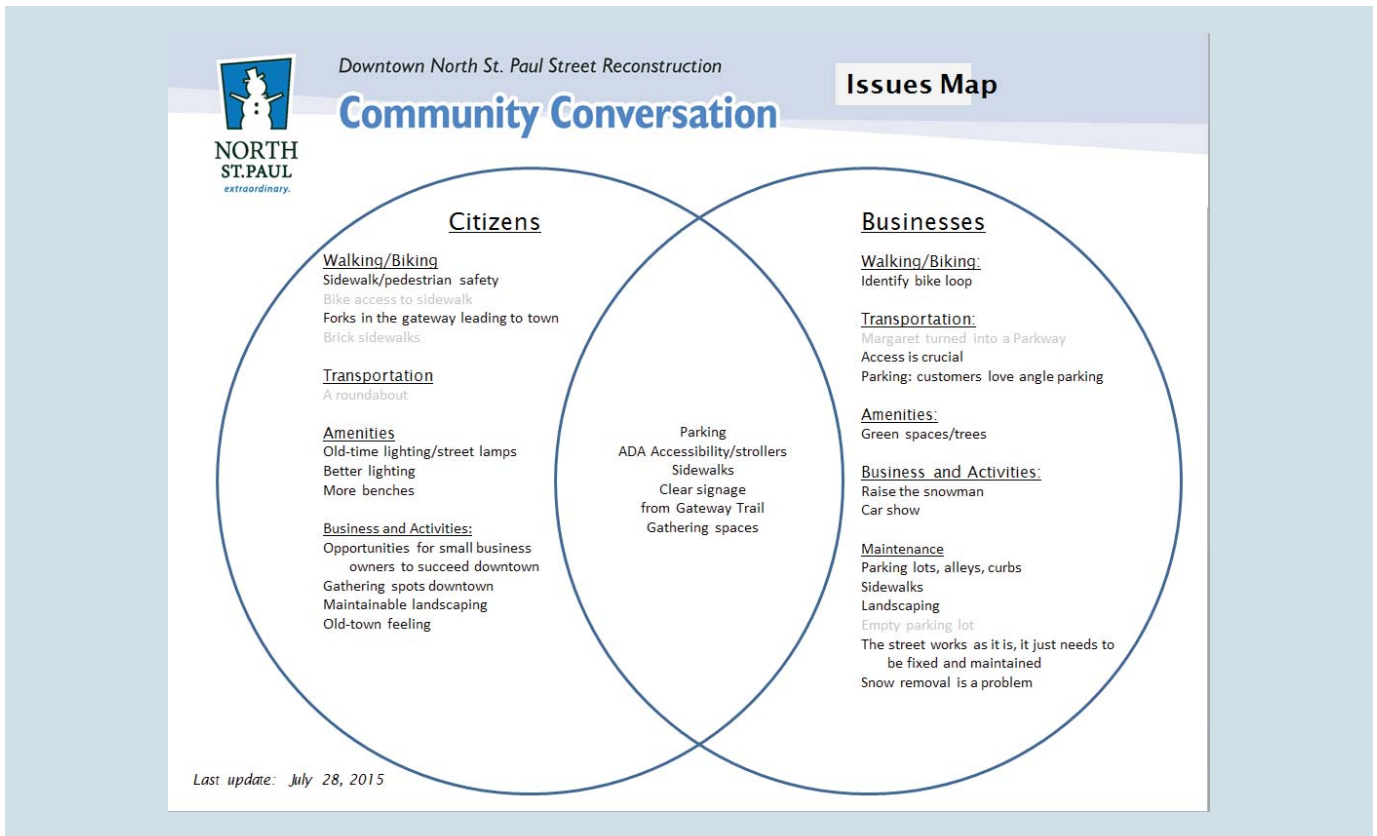 Downtown North St. Paul Street Reconstruction
Community Conversation
Issues Map
NORTH
ST.PAUL
extraordinary.
Citizens
Walking/Biking
Sidewalk/pedestrian safety
Bike access to sidewalk
Forks in the gateway leading to town
Brick sidewalks
Transportation
A roundabout
Amenities
Old-time lighting/street lamps
Better lighting
More benches
Business and Activities:
Opportunities for small business
owners to succeed downtown
Gathering spots downtown
Maintainable landscaping
Old-town feeling
Parking
ADA Accessibility/strollers
Sidewalks
Clear signage
from Gateway Trail
Gathering spaces
Businesses
Walking/Biking:
Identify bike loop
Transportation:
Margaret turned into a Parkway
Access is crucial
Parking: customers love angle parking
Amenities:
Green spaces/trees
Business and Activities:
Raise the snowman
Car show
Maintenance
Parking lots, alleys, curbs
Sidewalks
Landscaping
Empty parking lot
The street works as it is, it just needs to
be fixed and maintained
Snow removal is a problem
Last update: July 28, 2015